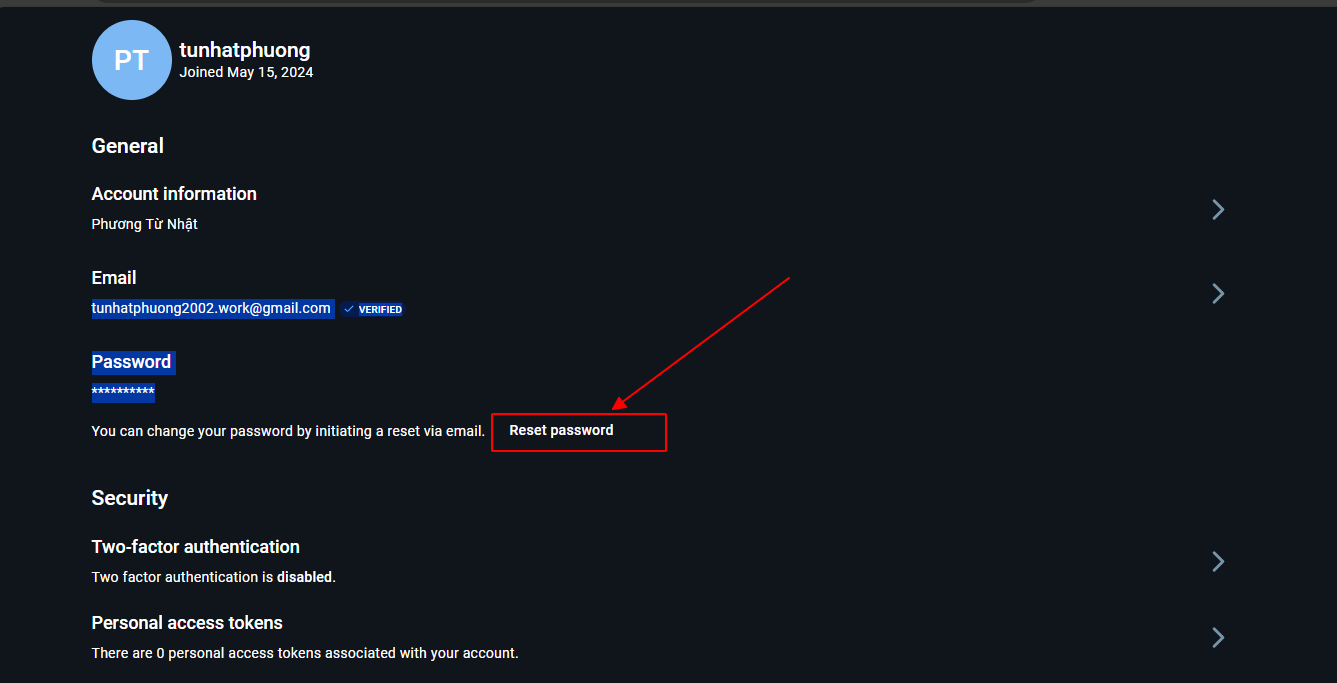 PT
tunhatphuong
Joined May 15, 2024
General
Account information
Phương Từ Nhật
Email
tunhatphuong2002.work@gmail.com VERIFIED
Password
**********
You can change your password by initiating a reset via email. Reset password
Security
Two-factor authentication
Two factor authentication is disabled.
Personal access tokens
There are 0 personal access tokens associated with your account.